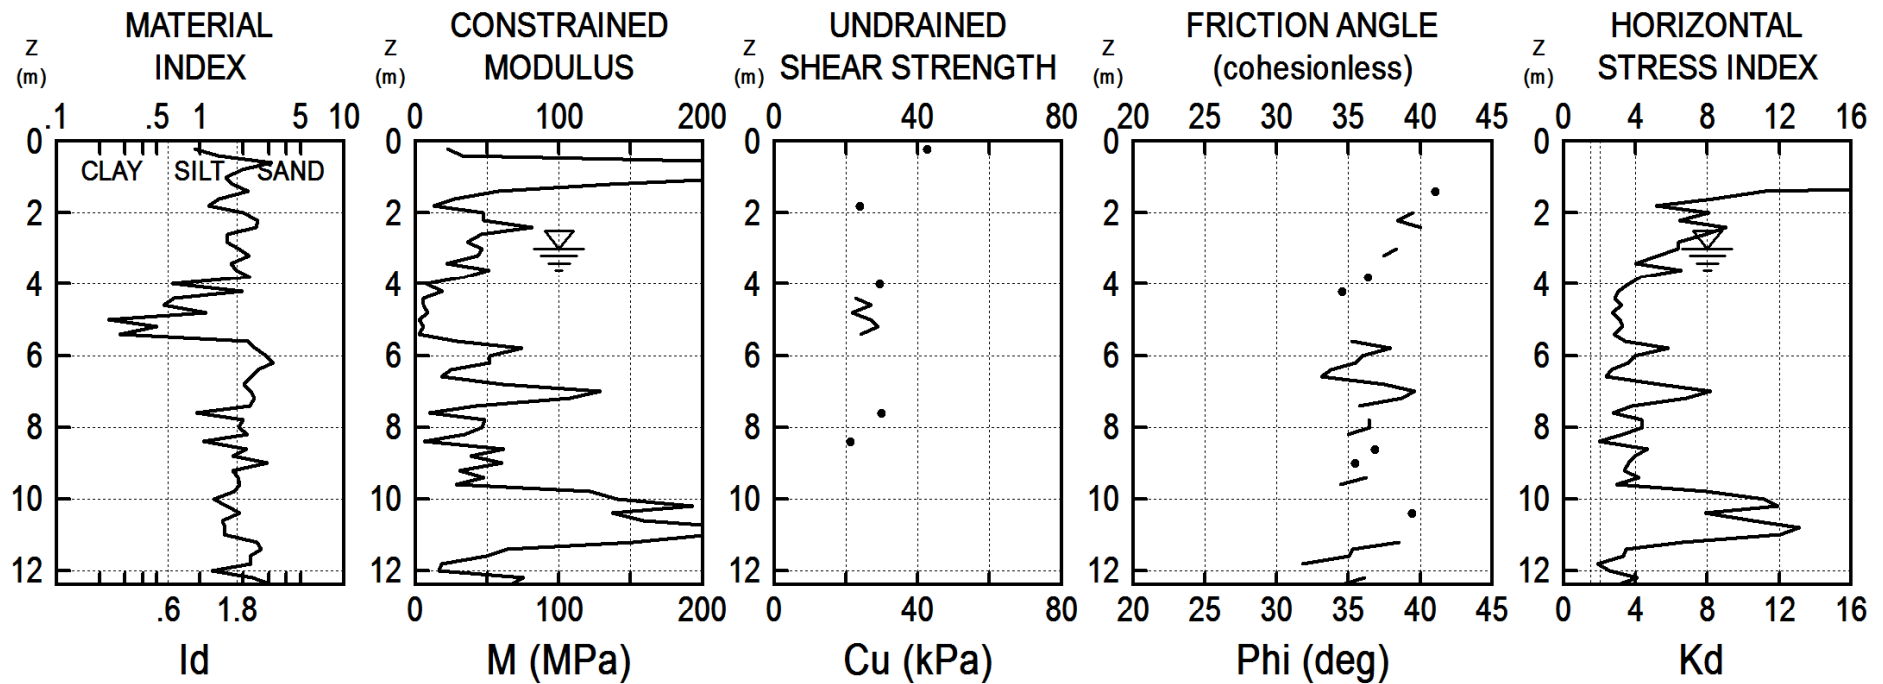 MATERIAL
INDEX
Z
(m)
.1 .5 1 5 10
0
2
4
6
8
10
12
CLAY SILT SAND
.6 1.8
Id
CONSTRAINED
MODULUS
Z
(m)
0 100 200
0
2
4
6
8
10
12
0 100 200
M (MPa)
UNDRAINED
SHEAR STRENGTH
Z
(m)
0 40 80
0
2
4
6
8
10
12
0 40 80
Cu (kPa)
FRICTION ANGLE
(cohesionless)
Z
(m)
20 25 30 35 40 45
0
2
4
6
8
10
12
20 25 30 35 40 45
Phi (deg)
HORIZONTAL
STRESS INDEX
Z
(m)
0 4 8 12 16
0
2
4
6
8
10
12
0 4 8 12 16
Kd